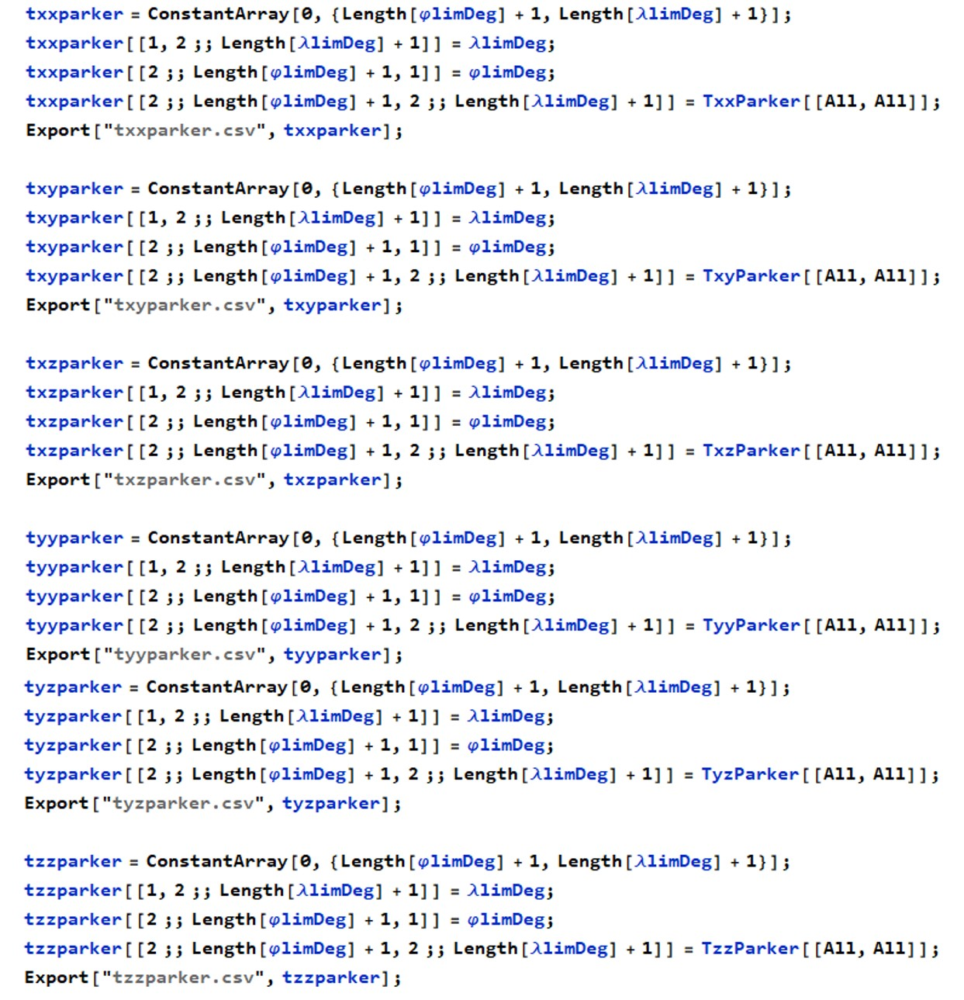 txxparker = ConstantArray[0, {Length[φlimDeg] + 1, Length[λlimDeg] + 1}];
txxparker[[1, 2 ;; Length[λlimDeg] + 1]] = λlimDeg;
txxparker[[2 ;; Length[φlimDeg] + 1, 1]] = φlimDeg;
txxparker[[2 ;; Length[φlimDeg] + 1, 2 ;; Length[λlimDeg] + 1]] = TxxParker[[All, All]];
Export["txxparker.csv", txxparker];
txyparker = ConstantArray[0, {Length[φlimDeg] + 1, Length[λlimDeg] + 1}];
txyparker[[1, 2 ;; Length[λlimDeg] + 1]] = λlimDeg;
txyparker[[2 ;; Length[φlimDeg] + 1, 1]] = φlimDeg;
txyparker[[2 ;; Length[φlimDeg] + 1, 2 ;; Length[λlimDeg] + 1]] = TxyParker[[All, All]];
Export["txyparker.csv", txyparker];
txzparker = ConstantArray[0, {Length[φlimDeg] + 1, Length[λlimDeg] + 1}];
txzparker[[1, 2 ;; Length[λlimDeg] + 1]] = λlimDeg;
txzparker[[2 ;; Length[φlimDeg] + 1, 1]] = φlimDeg;
txzparker[[2 ;; Length[φlimDeg] + 1, 2 ;; Length[λlimDeg] + 1]] = TxzParker[[All, All]];
Export["txzparker.csv", txzparker];
tyyparker = ConstantArray[0, {Length[φlimDeg] + 1, Length[λlimDeg] + 1}];
tyyparker[[1, 2 ;; Length[λlimDeg] + 1]] = λlimDeg;
tyyparker[[2 ;; Length[φlimDeg] + 1, 1]] = φlimDeg;
tyyparker[[2 ;; Length[φlimDeg] + 1, 2 ;; Length[λlimDeg] + 1]] = TyyParker[[All, All]];
Export["tyyparker.csv", tyyparker];
tyzparker = ConstantArray[0, {Length[φlimDeg] + 1, Length[λlimDeg] + 1}];
tyzparker[[1, 2 ;; Length[λlimDeg] + 1]] = λlimDeg;
tyzparker[[2 ;; Length[φlimDeg] + 1, 1]] = φlimDeg;
tyzparker[[2 ;; Length[φlimDeg] + 1, 2 ;; Length[λlimDeg] + 1]] = TyzParker[[All, All]];
Export["tyzparker.csv", tyzparker];
tzzparker = ConstantArray[0, {Length[φlimDeg] + 1, Length[λlimDeg] + 1}];
tzzparker[[1, 2 ;; Length[λlimDeg] + 1]] = λlimDeg;
tzzparker[[2 ;; Length[φlimDeg] + 1, 1]] = φlimDeg;
tzzparker[[2 ;; Length[φlimDeg] + 1, 2 ;; Length[λlimDeg] + 1]] = TzzParker[[All, All]];
Export["tzzparker.csv", tzzparker];